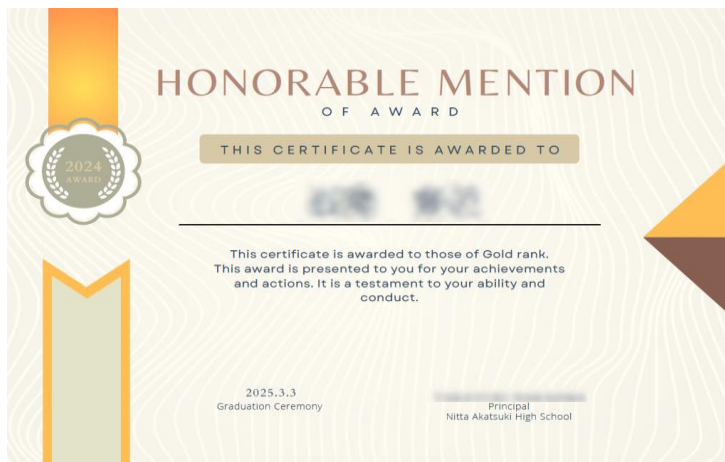 HONORABLE MENTION
OF AWARD
THIS CERTIFICATE IS AWARDED TO
2024
AWARD
This certificate is awarded to those of Gold rank.
This award is presented to you for your achievements
and actions. It is a testament to your ability and
conduct.
2025.3.3
Graduation Ceremony
Principal
Nitta Akatsuki High School